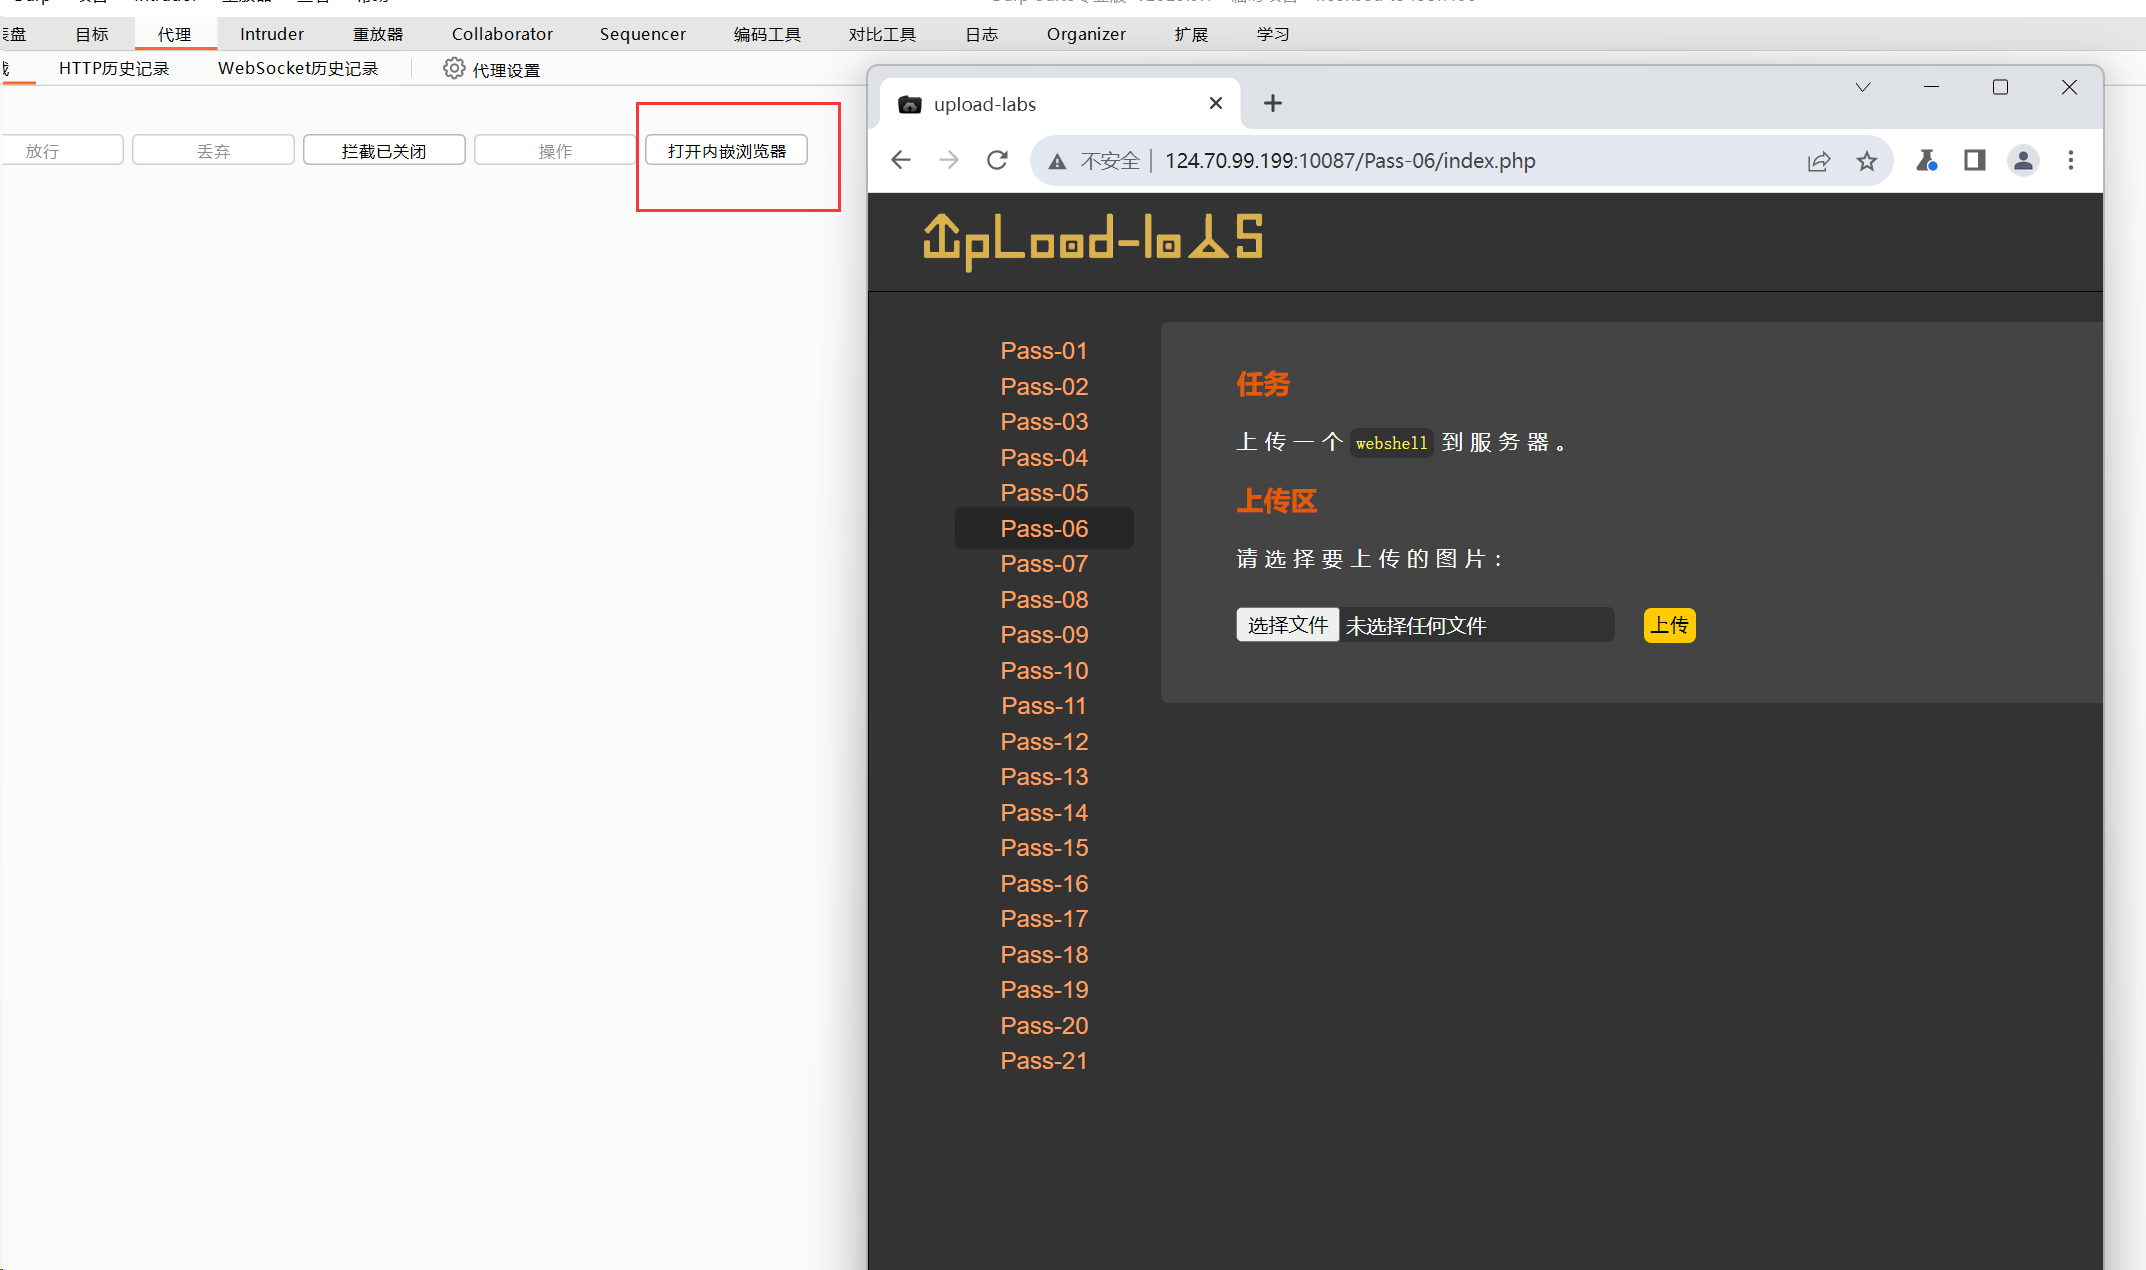 目标 代理 Intruder 重放器 Collaborator Sequencer 编码工具 对比工具 日志 Organizer 扩展 学习
HTTP历史记录 WebSocket历史记录 代理设置
放行 丢弃 拦截已关闭 操作 打开内嵌浏览器
upload-labs
不安全 124.70.99.199:10087/Pass-06/index.php
UpLoad-labs
Pass-01
Pass-02
Pass-03
Pass-04
Pass-05
Pass-06
Pass-07
Pass-08
Pass-09
Pass-10
Pass-11
Pass-12
Pass-13
Pass-14
Pass-15
Pass-16
Pass-17
Pass-18
Pass-19
Pass-20
Pass-21
任务
上传一个 webshell 到服务器。
上传区
请选择要上传的图片：
选择文件 未选择任何文件 上传